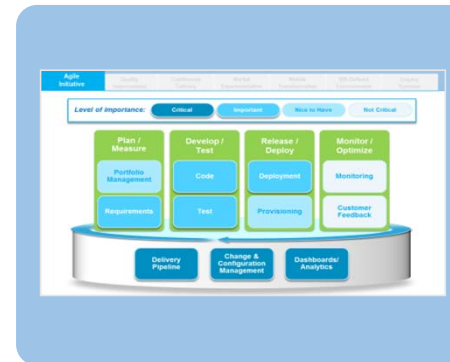 Agile
Initiative
Level of Importance:
Critical
Important
Nice to Have
Not Critical
Plan /
Measure
Develop /
Test
Release /
Deploy
Monitor /
Optimize
Portfolio
Management
Code
Deployment
Monitoring
Requirements
Test
Provisioning
Customer
Feedback
Delivery
Pipeline
Change &
Configuration
Management
Dashboards/
Analytics